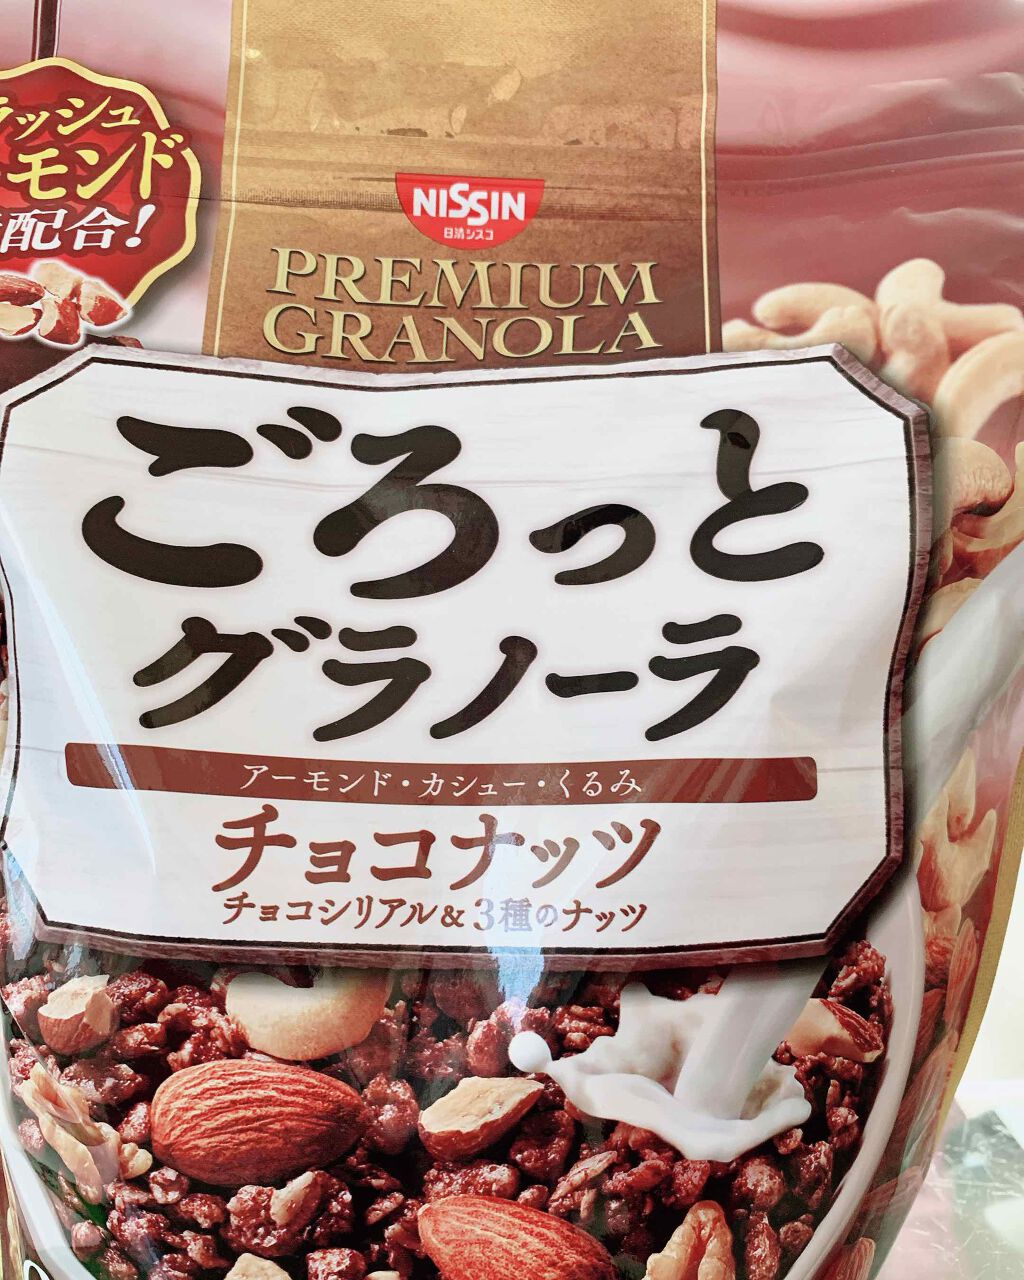 ラッシュ
ーモンド
配合!
NISSIN
日清シスコ
PREMIUM
GRANOLA
ごろっと
グラノーラ
アーモンド・カシュー・くるみ
チョコナッツ
チョコシリアル&3種のナッツ